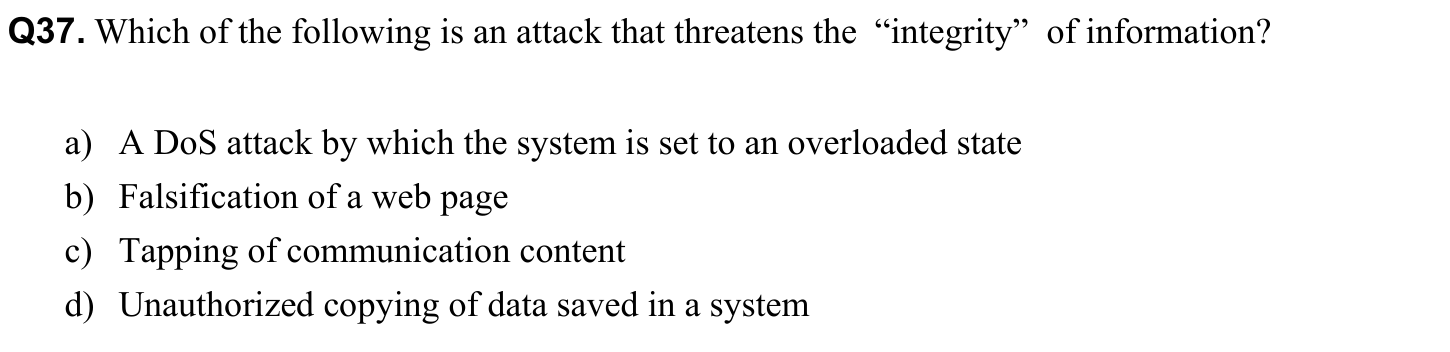 Q37. Which of the following is an attack that threatens the “integrity” of information?
a) A DoS attack by which the system is set to an overloaded state
b) Falsification of a web page
c) Tapping of communication content
d) Unauthorized copying of data saved in a system